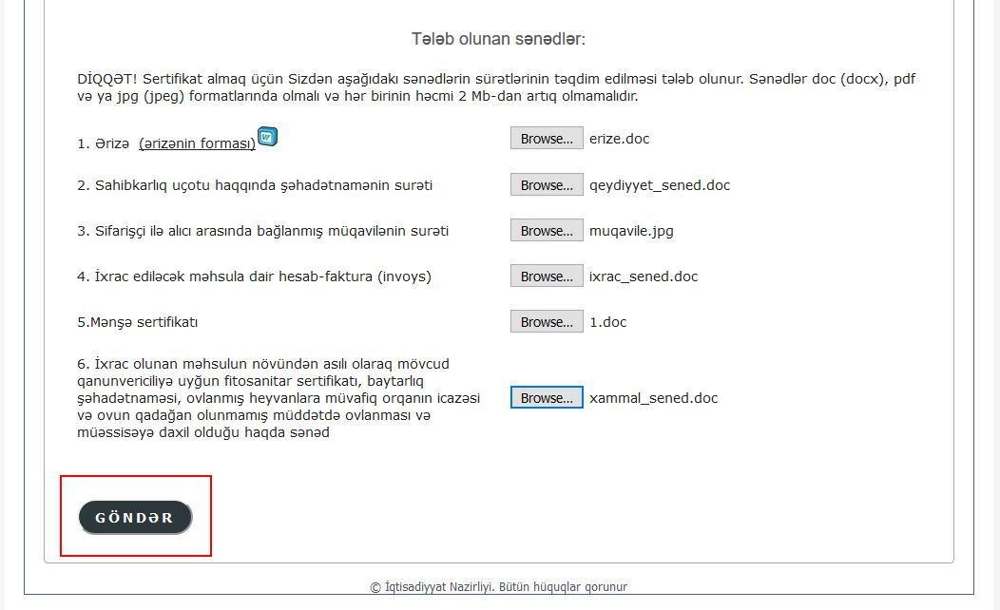 Tələb olunan sənədlər:
DİQQƏT! Sertifikat almaq üçün Sizdən aşağıdakı sənədlərin sürətlərinin təqdim edilməsi tələb olunur. Sənədlər doc (docx), pdf
və ya jpg (jpeg) formatlarında olmalı və hər birinin həcmi 2 Mb-dan artıq olmamalıdır.
1. Ərizə (ərizənin forması) Browse... erize.doc
2. Sahibkarlıq uçotu haqqında şəhadətnamənin surəti Browse... qeydiyyet_sened.doc
3. Sifarişçi ilə alıcı arasında bağlanmış müqavilənin surəti Browse... muqavile.jpg
4. İxrac ediləcək məhsula dair hesab-faktura (invoys) Browse... ixrac_sened.doc
5.Mənşə sertifikatı Browse... 1.doc
6. İxrac olunan məhsulun növündən asılı olaraq mövcud
qanunvericiliyə uyğun fitosanitar sertifikatı, baytarlıq
şəhadətnaməsi, ovlanmış heyvanlara müvafiq orqanın icazəsi Browse... xammal_sened.doc
və ovun qadağan olunmamış müddətdə ovlanması və
müəssisəyə daxil olduğu haqda sənəd
GÖNDƏR
© İqtisadiyyat Nazirliyi. Bütün hüquqlar qorunur